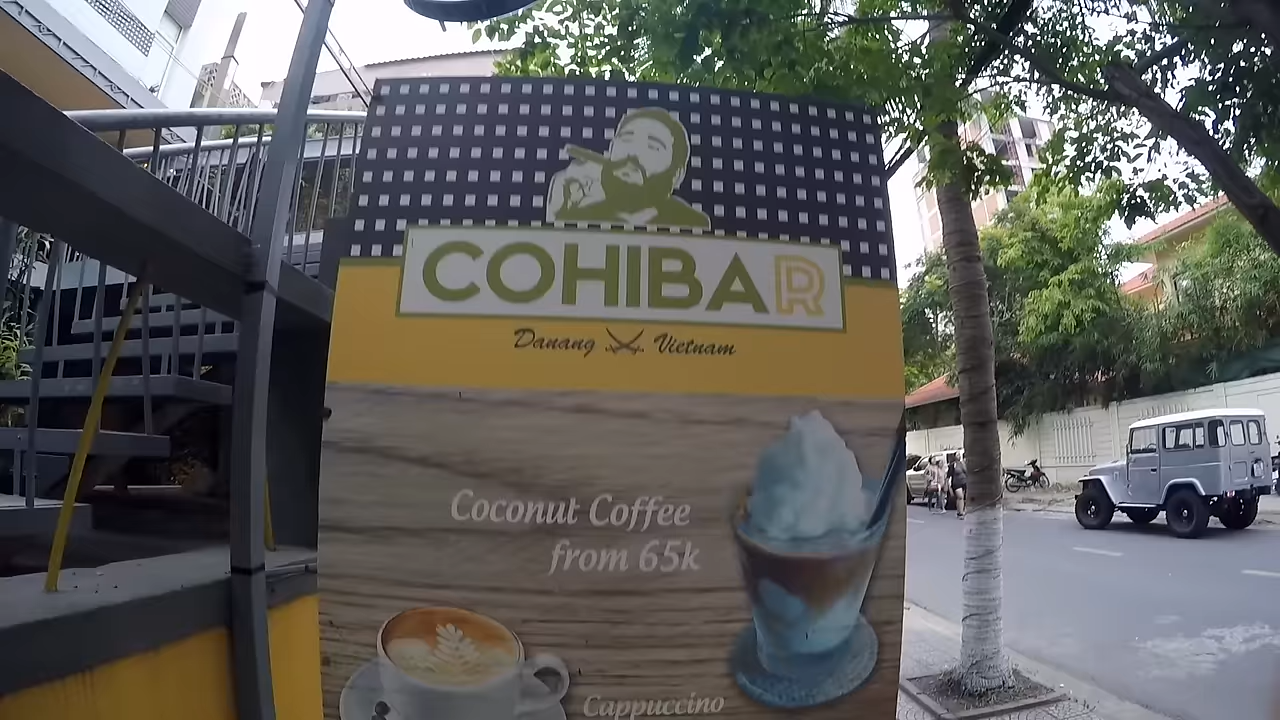 COHIBAR
Danang Vietnam
Coconut Coffee
from 65k
Cappuccino